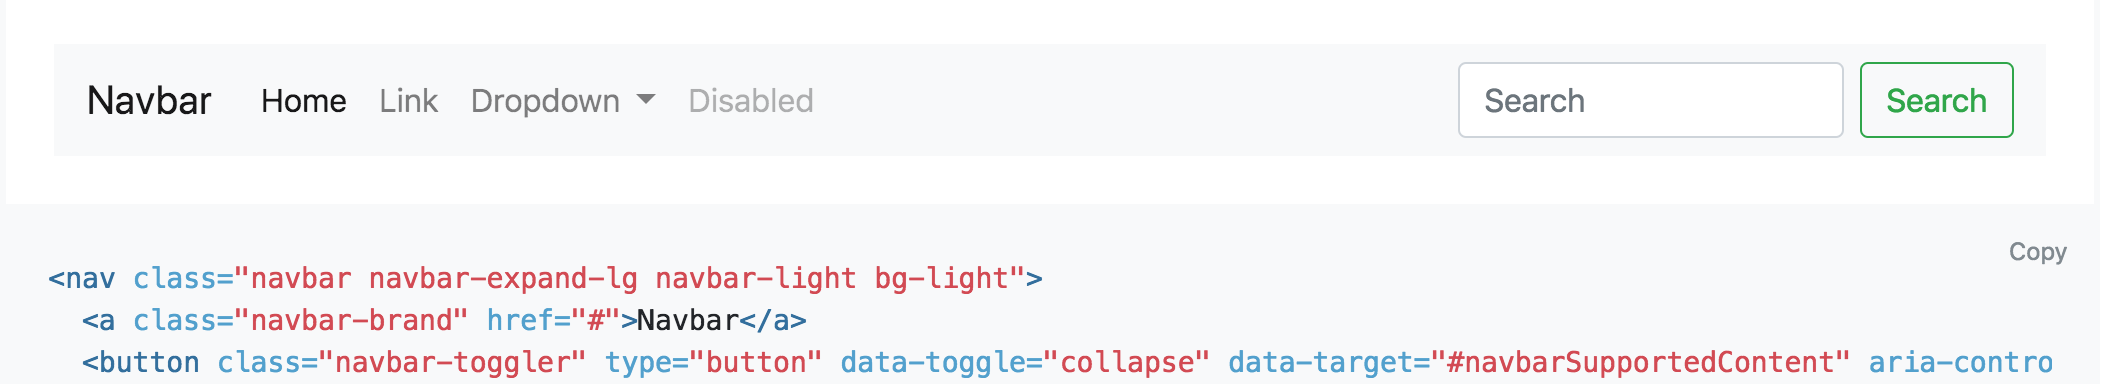 Navbar Home Link Dropdown Disabled Search Search
Copy
<nav class="navbar navbar-expand-lg navbar-light bg-light">
<a class="navbar-brand" href="#">Navbar</a>
<button class="navbar-toggler" type="button" data-toggle="collapse" data-target="#navbarSupportedContent" aria-contro